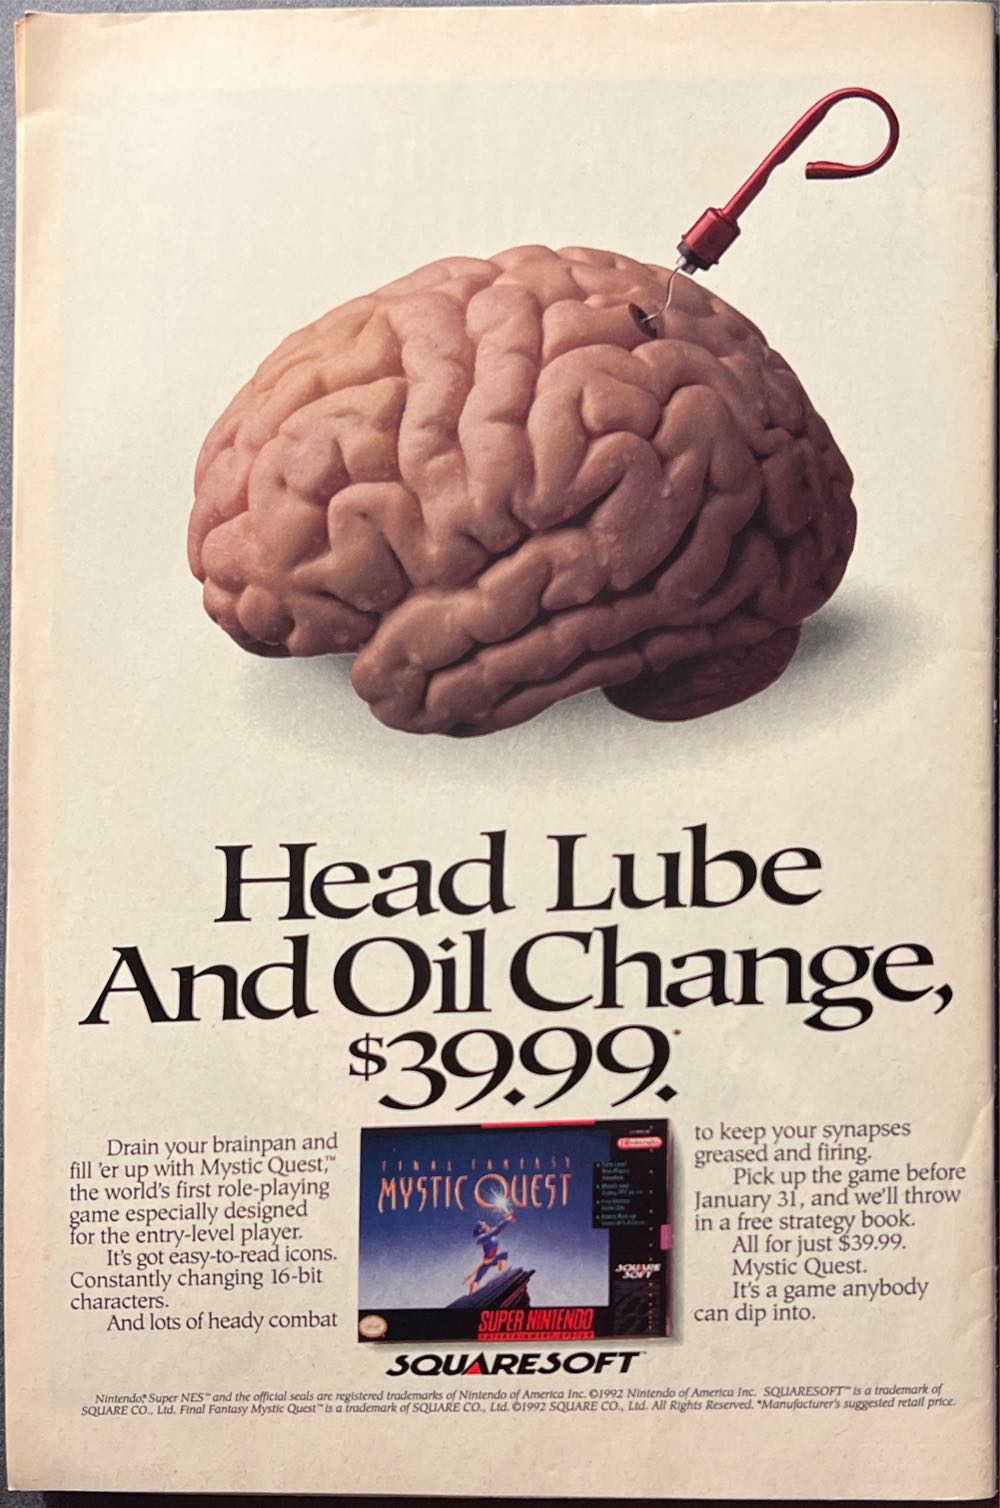 Head Lube
And Oil Change,
$39.99.*
Drain your brainpan and
fill 'er up with Mystic Quest,™
the world's first role-playing
game especially designed
for the entry-level player.
It's got easy-to-read icons.
Constantly changing 16-bit
characters.
And lots of heady combat
FINAL FANTASY
MYSTIC QUEST
Nintendo
SQUARE
SOFT
SUPER NINTENDO
ENTERTAINMENT SYSTEM
to keep your synapses
greased and firing.
Pick up the game before
January 31, and we'll throw
in a free strategy book.
All for just $39.99.
Mystic Quest.
It's a game anybody
can dip into.
SQUARESOFT™
Nintendo,® Super NES™ and the official seals are registered trademarks of Nintendo of America Inc. ©1992 Nintendo of America Inc. SQUARESOFT™ is a trademark of
SQUARE CO., Ltd. Final Fantasy Mystic Quest™ is a trademark of SQUARE CO., Ltd. ©1992 SQUARE CO., Ltd. All Rights Reserved. *Manufacturer's suggested retail price.